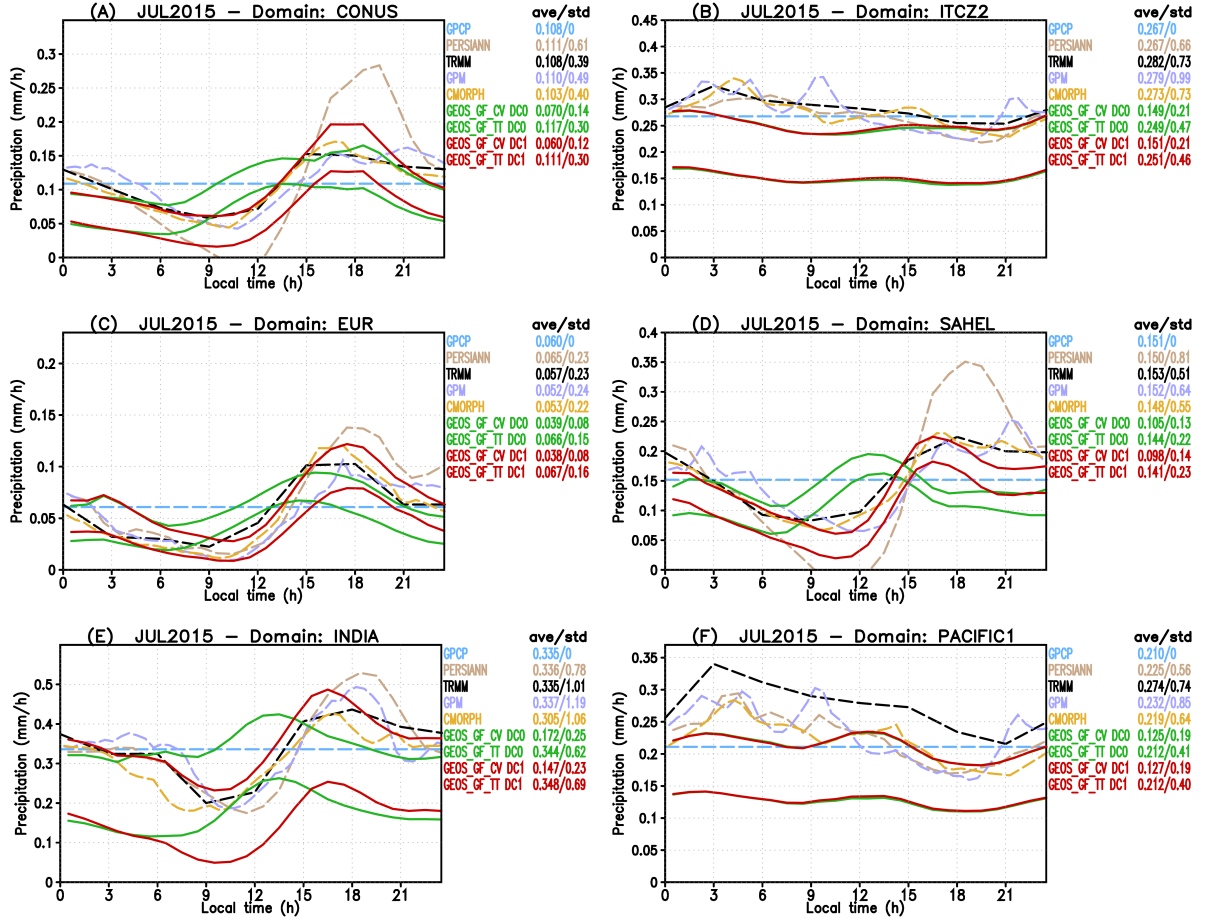 (A) JUL2015 – Domain: CONUS
ave/std
GPCP 0.108/0
PERSIANN 0.111/0.61
TRMM 0.108/0.39
GPM 0.110/0.49
CMORPH 0.103/0.40
GEOS_GF_CV DC0 0.070/0.14
GEOS_GF_TT DC0 0.117/0.30
GEOS_GF_CV DC1 0.060/0.12
GEOS_GF_TT DC1 0.111/0.30
Precipitation (mm/h)
0.3
0.25
0.2
0.15
0.1
0.05
0
0 3 6 9 12 15 18 21
Local time (h)
(B) JUL2015 – Domain: ITCZ2
ave/std
GPCP 0.267/0
PERSIANN 0.267/0.66
TRMM 0.282/0.73
GPM 0.279/0.99
CMORPH 0.273/0.73
GEOS_GF_CV DC0 0.149/0.21
GEOS_GF_TT DC0 0.249/0.47
GEOS_GF_CV DC1 0.151/0.21
GEOS_GF_TT DC1 0.251/0.46
Precipitation (mm/h)
0.45
0.4
0.35
0.3
0.25
0.2
0.15
0.1
0.05
0
0 3 6 9 12 15 18 21
Local time (h)
(C) JUL2015 – Domain: EUR
ave/std
GPCP 0.060/0
PERSIANN 0.065/0.23
TRMM 0.057/0.23
GPM 0.052/0.24
CMORPH 0.053/0.22
GEOS_GF_CV DC0 0.039/0.08
GEOS_GF_TT DC0 0.066/0.15
GEOS_GF_CV DC1 0.038/0.08
GEOS_GF_TT DC1 0.067/0.16
Precipitation (mm/h)
0.2
0.15
0.1
0.05
0
0 3 6 9 12 15 18 21
Local time (h)
(D) JUL2015 – Domain: SAHEL
ave/std
GPCP 0.151/0
PERSIANN 0.150/0.81
TRMM 0.153/0.51
GPM 0.152/0.64
CMORPH 0.148/0.55
GEOS_GF_CV DC0 0.105/0.13
GEOS_GF_TT DC0 0.144/0.22
GEOS_GF_CV DC1 0.098/0.14
GEOS_GF_TT DC1 0.141/0.23
Precipitation (mm/h)
0.4
0.35
0.3
0.25
0.2
0.15
0.1
0.05
0
0 3 6 9 12 15 18 21
Local time (h)
(E) JUL2015 – Domain: INDIA
ave/std
GPCP 0.335/0
PERSIANN 0.336/0.78
TRMM 0.335/1.01
GPM 0.337/1.19
CMORPH 0.305/1.06
GEOS_GF_CV DC0 0.172/0.25
GEOS_GF_TT DC0 0.344/0.62
GEOS_GF_CV DC1 0.147/0.23
GEOS_GF_TT DC1 0.348/0.69
Precipitation (mm/h)
0.5
0.4
0.3
0.2
0.1
0
0 3 6 9 12 15 18 21
Local time (h)
(F) JUL2015 – Domain: PACIFIC1
ave/std
GPCP 0.210/0
PERSIANN 0.225/0.56
TRMM 0.274/0.74
GPM 0.232/0.85
CMORPH 0.219/0.64
GEOS_GF_CV DC0 0.125/0.19
GEOS_GF_TT DC0 0.212/0.41
GEOS_GF_CV DC1 0.127/0.19
GEOS_GF_TT DC1 0.212/0.40
Precipitation (mm/h)
0.35
0.3
0.25
0.2
0.15
0.1
0.05
0
0 3 6 9 12 15 18 21
Local time (h)